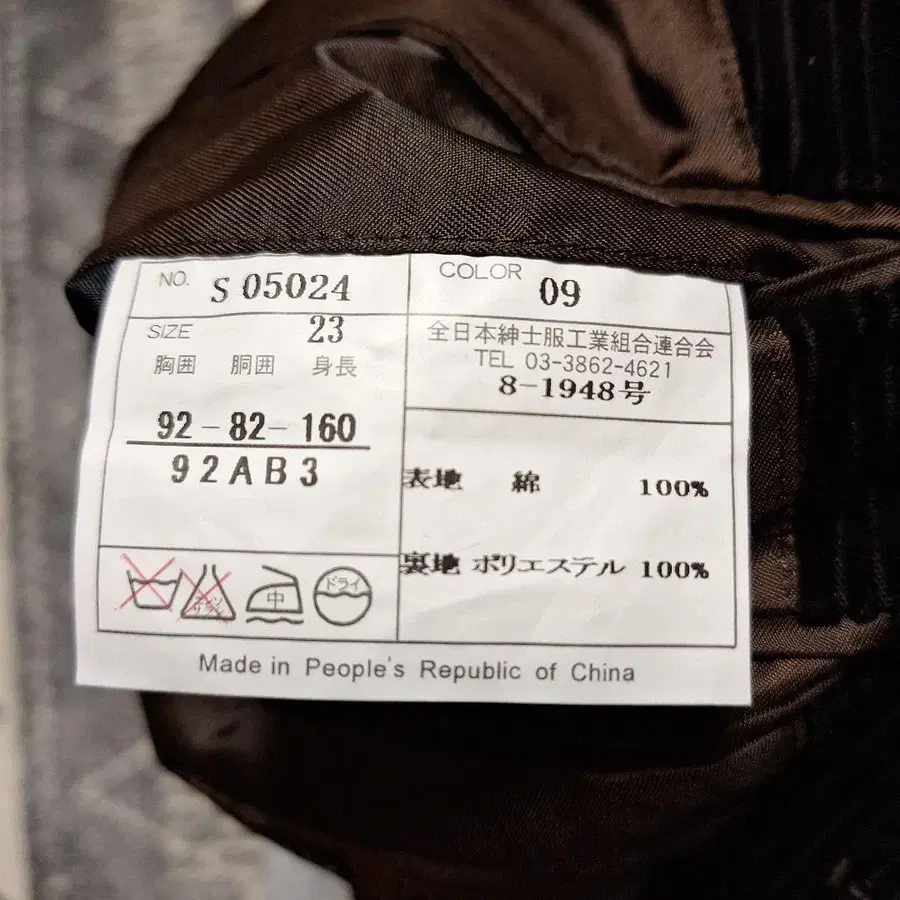 NO. S 05024
COLOR 09
SIZE 23
胸囲 胴囲 身長
92-82-160
92AB3
全日本紳士服工業組合連合会
TEL 03-3862-4621
8-1948号
表地 綿 100%
裏地 ポリエステル 100%
中
ドライ
Made in People's Republic of China